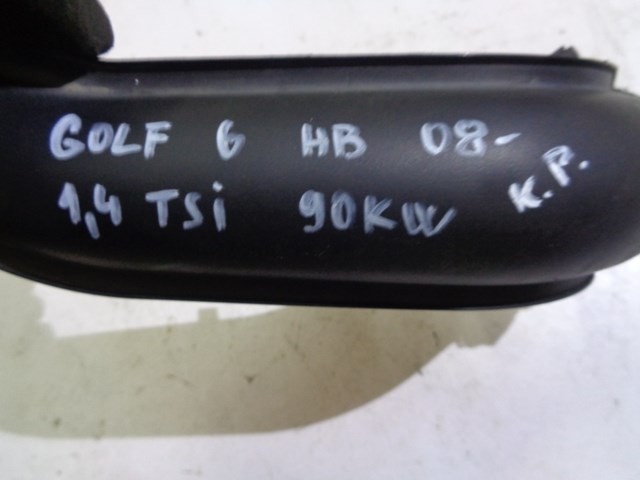 GOLF 6 HB 08-
1,4 TSi 90KW
K.P.